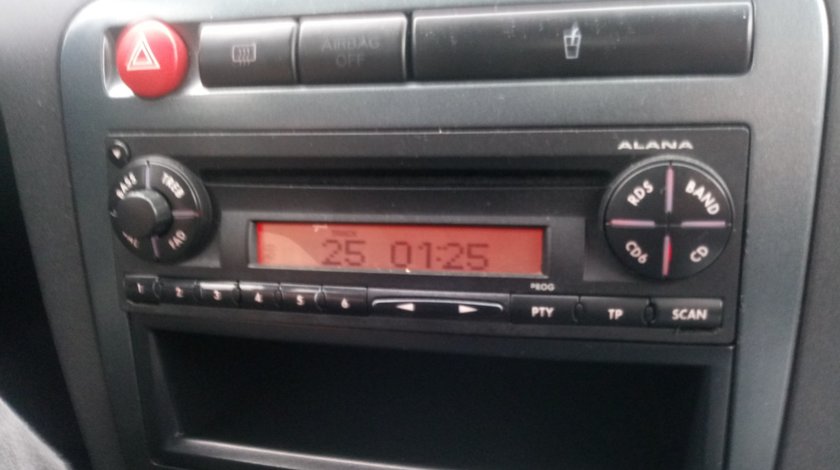 AIRBAG
OFF
ALANA
BASS
TREB
FAD
RDS
BAND
CD6
CD
TRACK
25 01:25
PROG
1 2 3 4 5 6 PTY TP SCAN